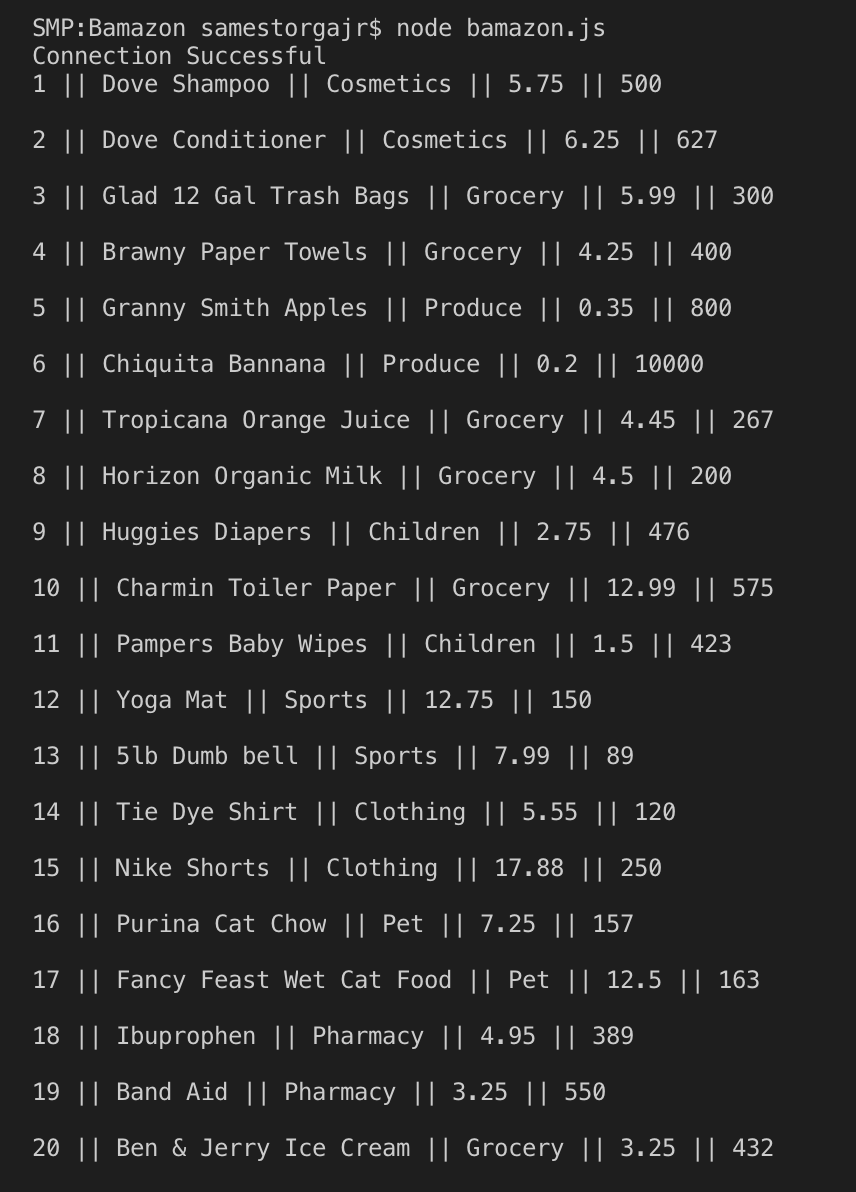 SMP:Bamazon samestorgajr$ node bamazon.js
Connection Successful
1 || Dove Shampoo || Cosmetics || 5.75 || 500
2 || Dove Conditioner || Cosmetics || 6.25 || 627
3 || Glad 12 Gal Trash Bags || Grocery || 5.99 || 300
4 || Brawny Paper Towels || Grocery || 4.25 || 400
5 || Granny Smith Apples || Produce || 0.35 || 800
6 || Chiquita Bannana || Produce || 0.2 || 10000
7 || Tropicana Orange Juice || Grocery || 4.45 || 267
8 || Horizon Organic Milk || Grocery || 4.5 || 200
9 || Huggies Diapers || Children || 2.75 || 476
10 || Charmin Toiler Paper || Grocery || 12.99 || 575
11 || Pampers Baby Wipes || Children || 1.5 || 423
12 || Yoga Mat || Sports || 12.75 || 150
13 || 5lb Dumb bell || Sports || 7.99 || 89
14 || Tie Dye Shirt || Clothing || 5.55 || 120
15 || Nike Shorts || Clothing || 17.88 || 250
16 || Purina Cat Chow || Pet || 7.25 || 157
17 || Fancy Feast Wet Cat Food || Pet || 12.5 || 163
18 || Ibuprophen || Pharmacy || 4.95 || 389
19 || Band Aid || Pharmacy || 3.25 || 550
20 || Ben & Jerry Ice Cream || Grocery || 3.25 || 432